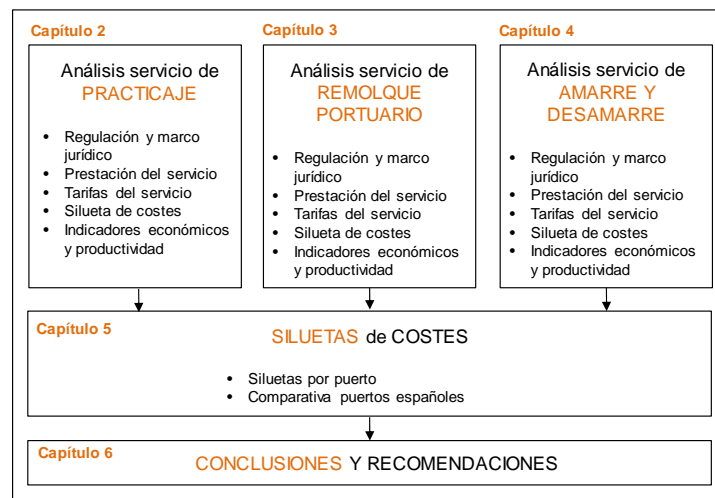 Capítulo 2
Análisis servicio de
PRACTICAJE
• Regulación y marco
jurídico
• Prestación del servicio
• Tarifas del servicio
• Silueta de costes
• Indicadores económicos
y productividad
Capítulo 3
Análisis servicio de
REMOLQUE
PORTUARIO
• Regulación y marco
jurídico
• Prestación del servicio
• Tarifas del servicio
• Silueta de costes
• Indicadores económicos
y productividad
Capítulo 4
Análisis servicio de
AMARRE Y
DESAMARRE
• Regulación y marco
jurídico
• Prestación del servicio
• Tarifas del servicio
• Silueta de costes
• Indicadores económicos
y productividad
Capítulo 5
SILUETAS de COSTES
• Siluetas por puerto
• Comparativa puertos españoles
Capítulo 6
CONCLUSIONES Y RECOMENDACIONES